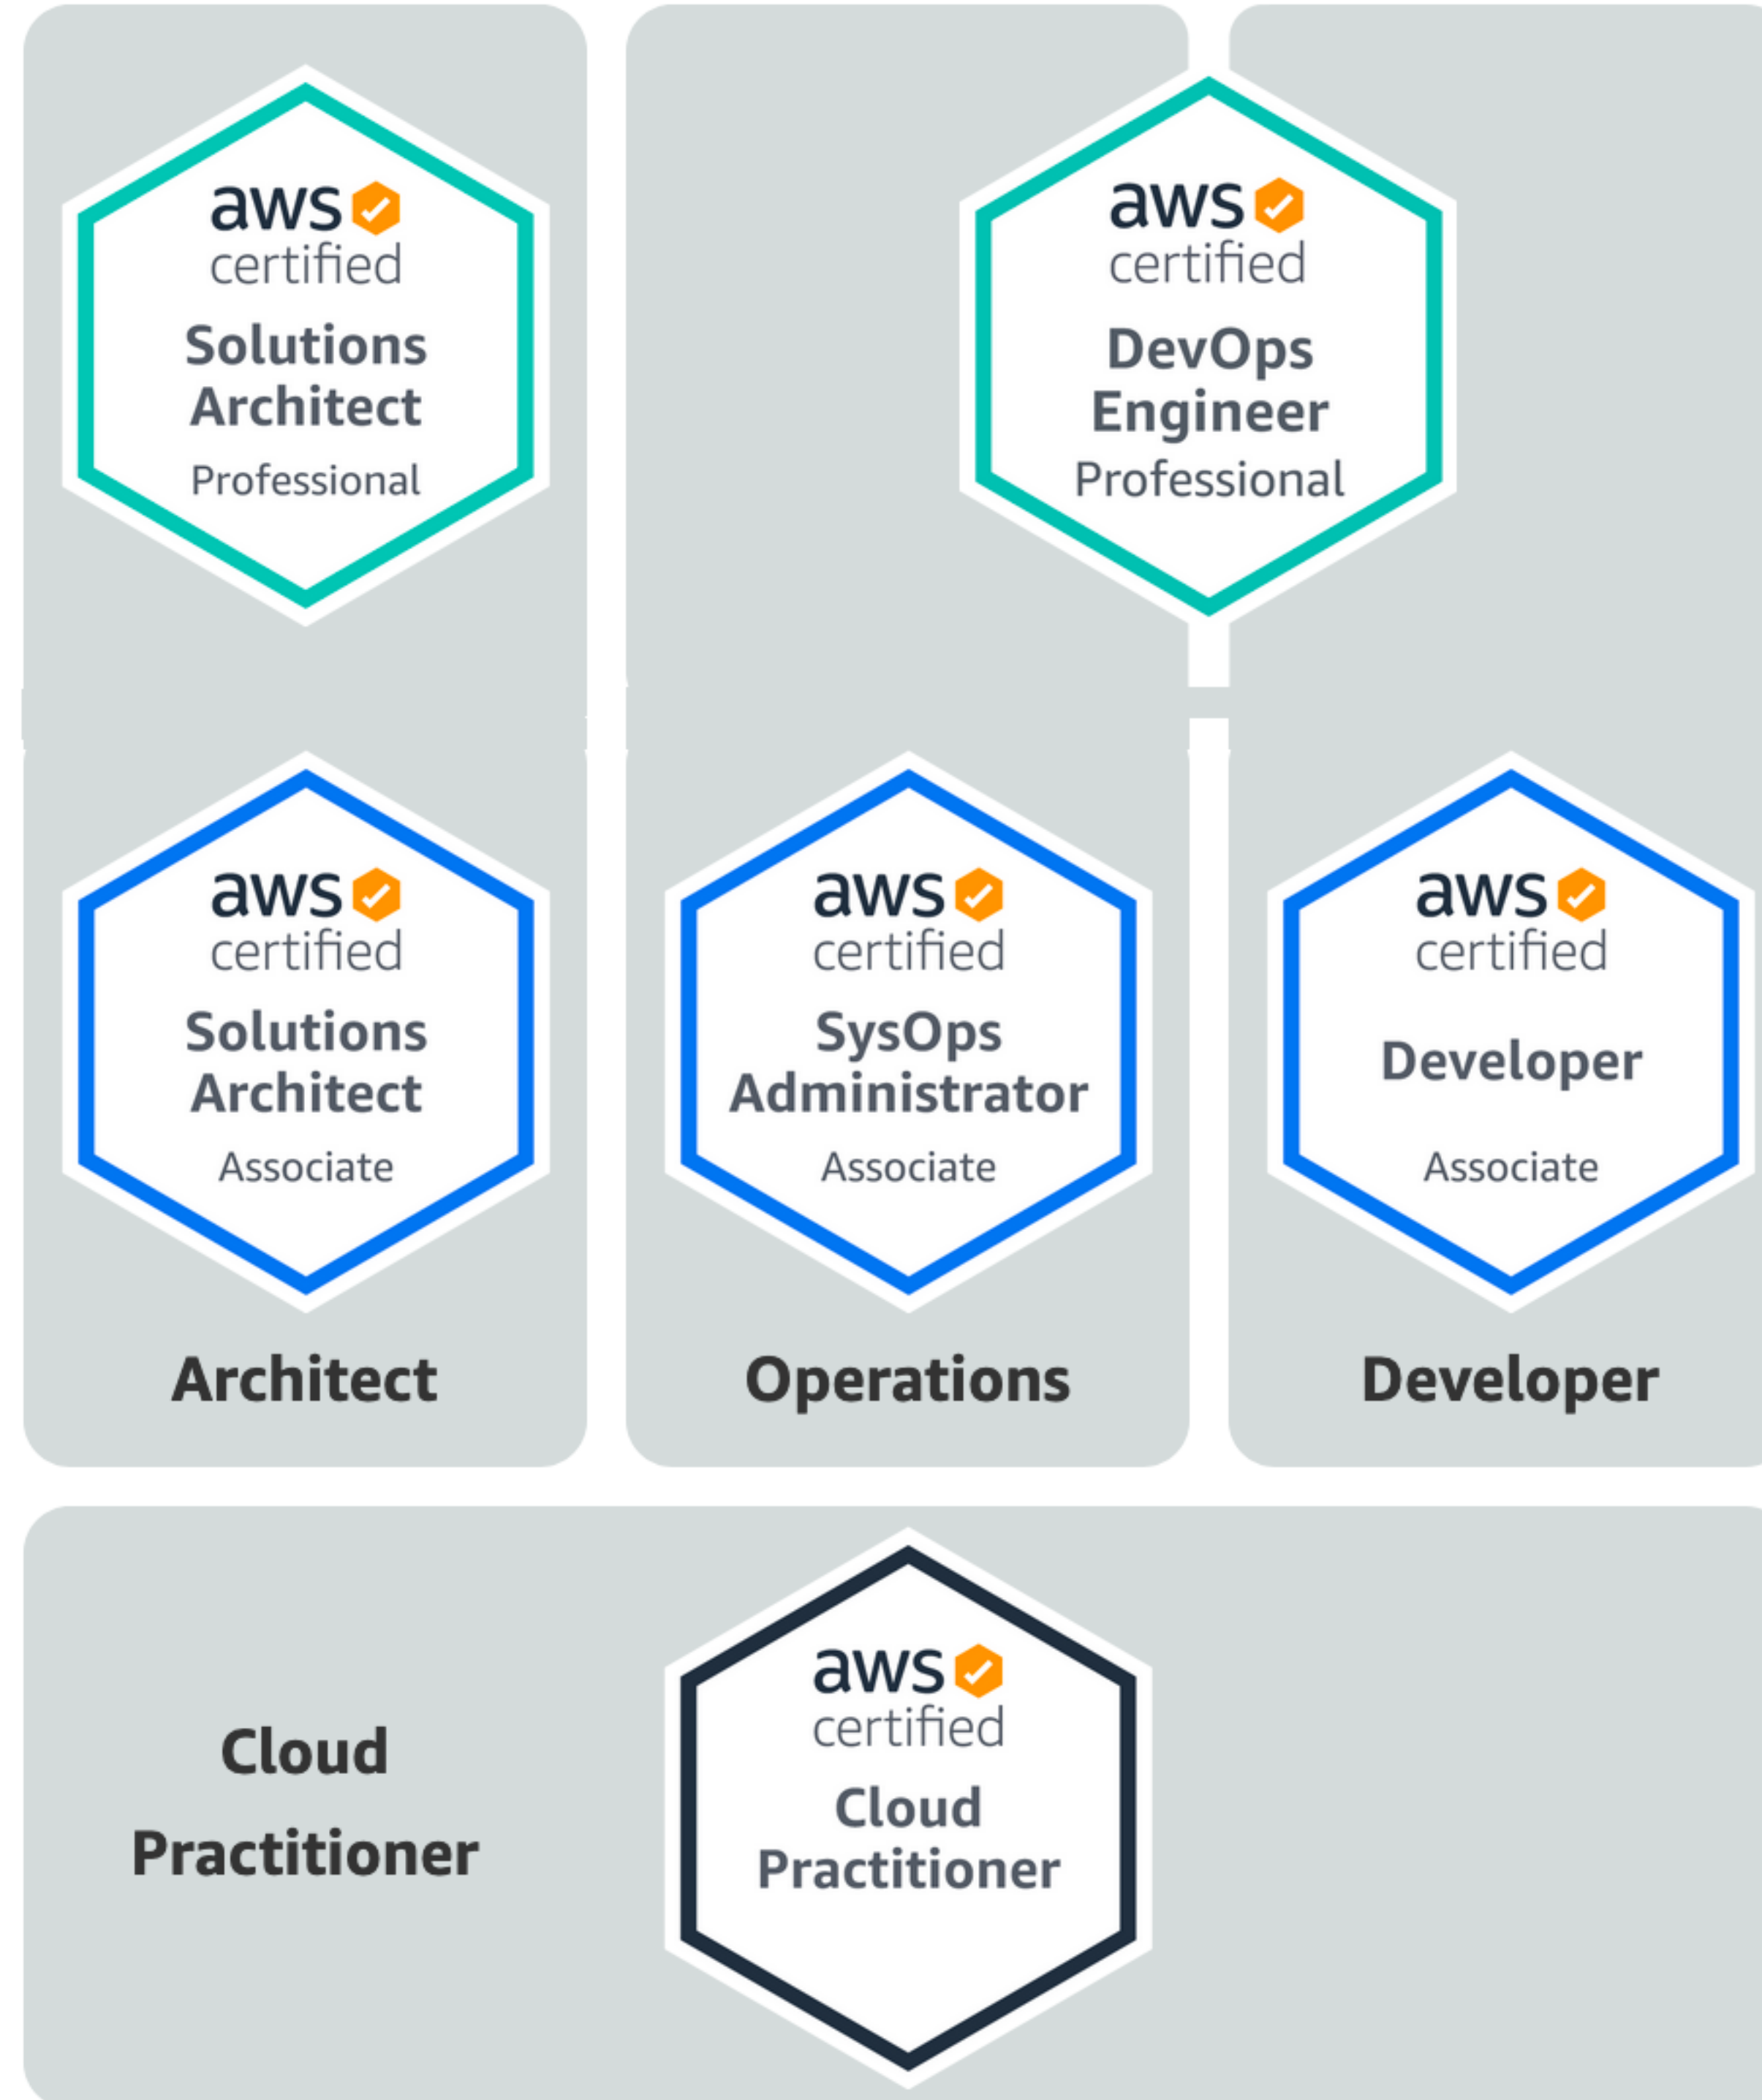 aws
certified
Solutions
Architect
Professional
aws
certified
DevOps
Engineer
Professional
aws
certified
Solutions
Architect
Associate
Architect
aws
certified
SysOps
Administrator
Associate
Operations
aws
certified
Developer
Associate
Developer
Cloud
Practitioner
aws
certified
Cloud
Practitioner